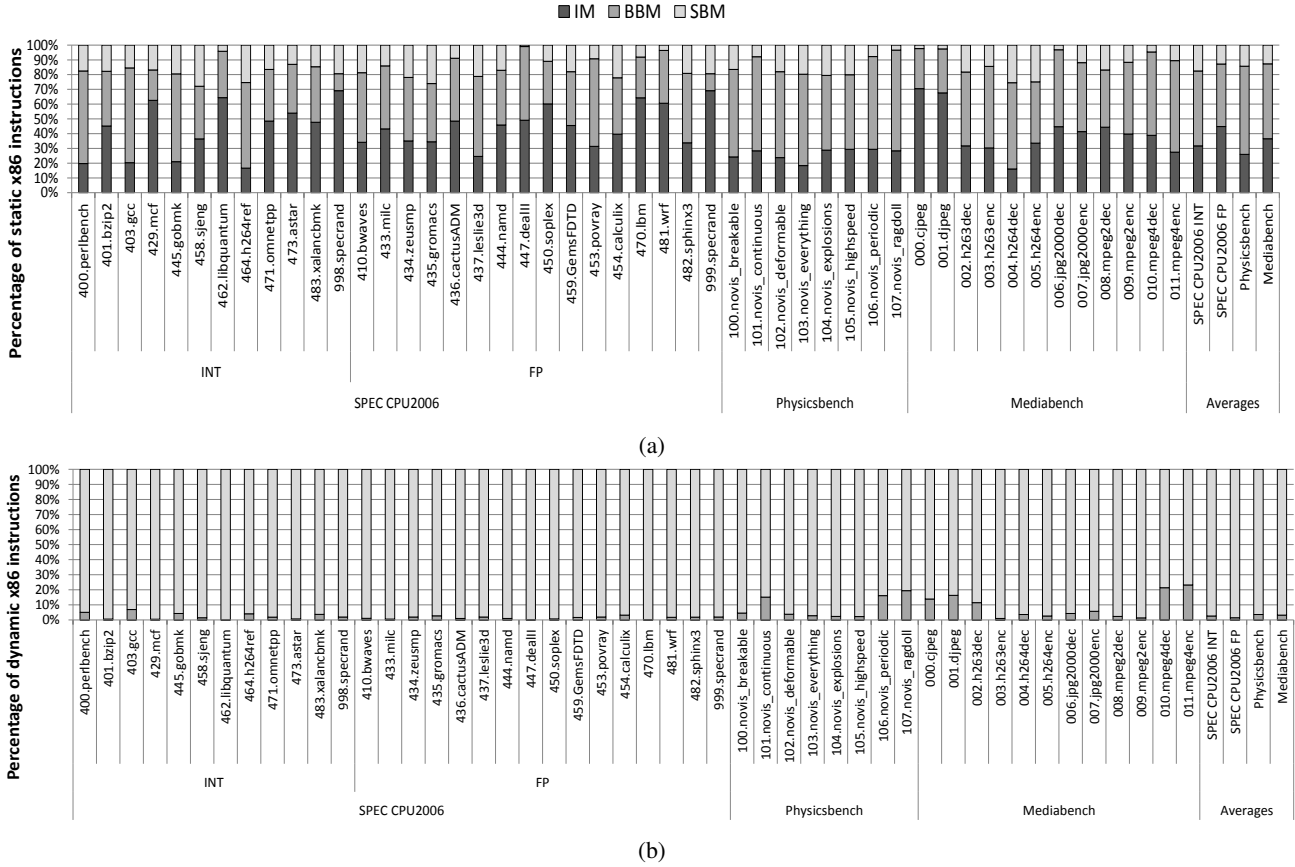 IM BBM SBM
100%
90%
80%
70%
60%
50%
40%
30%
20%
10%
0%
Percentage of static x86 instructions
400.perlbench
401.bzip2
403.gcc
429.mcf
445.gobmk
458.sjeng
462.libquantum
464.h264ref
471.omnetpp
473.astar
483.xalancbmk
998.specrand
410.bwaves
433.milc
434.zeusmp
435.gromacs
436.cactusADM
437.leslie3d
444.namd
447.dealII
450.soplex
459.GemsFDTD
453.povray
454.calculix
470.lbm
481.wrf
482.sphinx3
999.specrand
100.novis_breakable
101.novis_continuous
102.novis_deformable
103.novis_everything
104.novis_explosions
105.novis_highspeed
106.novis_periodic
107.novis_ragdoll
000.cjpeg
001.djpeg
002.h263dec
003.h263enc
004.h264dec
005.h264enc
006.jpg2000dec
007.jpg2000enc
008.mpeg2dec
009.mpeg2enc
010.mpeg4dec
011.mpeg4enc
SPEC CPU2006 INT
SPEC CPU2006 FP
Physicsbench
Mediabench
INT FP
SPEC CPU2006 Physicsbench Mediabench Averages
(a)
100%
90%
80%
70%
60%
50%
40%
30%
20%
10%
0%
Percentage of dynamic x86 instructions
400.perlbench
401.bzip2
403.gcc
429.mcf
445.gobmk
458.sjeng
462.libquantum
464.h264ref
471.omnetpp
473.astar
483.xalancbmk
998.specrand
410.bwaves
433.milc
434.zeusmp
435.gromacs
436.cactusADM
437.leslie3d
444.namd
447.dealII
450.soplex
459.GemsFDTD
453.povray
454.calculix
470.lbm
481.wrf
482.sphinx3
999.specrand
100.novis_breakable
101.novis_continuous
102.novis_deformable
103.novis_everything
104.novis_explosions
105.novis_highspeed
106.novis_periodic
107.novis_ragdoll
000.cjpeg
001.djpeg
002.h263dec
003.h263enc
004.h264dec
005.h264enc
006.jpg2000dec
007.jpg2000enc
008.mpeg2dec
009.mpeg2enc
010.mpeg4dec
011.mpeg4enc
SPEC CPU2006 INT
SPEC CPU2006 FP
Physicsbench
Mediabench
INT FP
SPEC CPU2006 Physicsbench Mediabench Averages
(b)